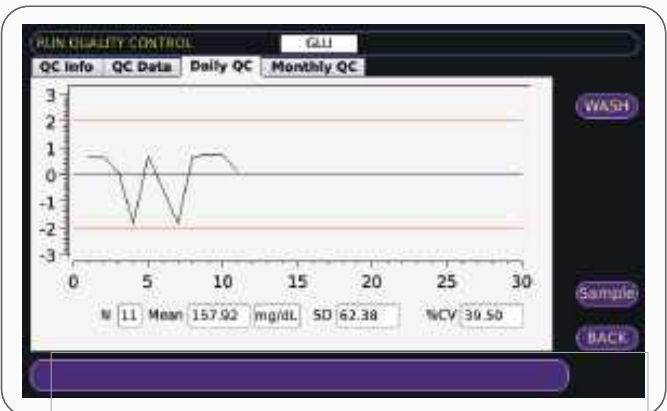 RUN QUALITY CONTROL GLU
QC Info QC Data Daily QC Monthly QC
3
2
1
0
-1
-2
-3
0 5 10 15 20 25 30
N 11 Mean 157.92 mg/dL SD 62.38 %CV 39.50
WASH
Sample
BACK